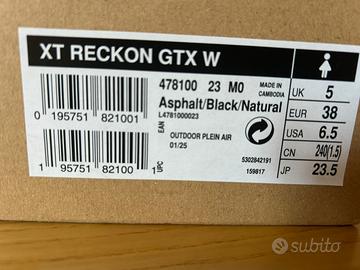 XT RECKON GTX W
478100 23 M0
MADE IN CAMBODIA
Asphalt/Black/Natural
L4781000023
0 195751 821001
EAN
OUTDOOR PLEIN AIR
01/25
5302842191
159817
1 95751 82100 1
UPC
UK 5
EUR 38
USA 6.5
CN 240(1.5)
JP 23.5
subito